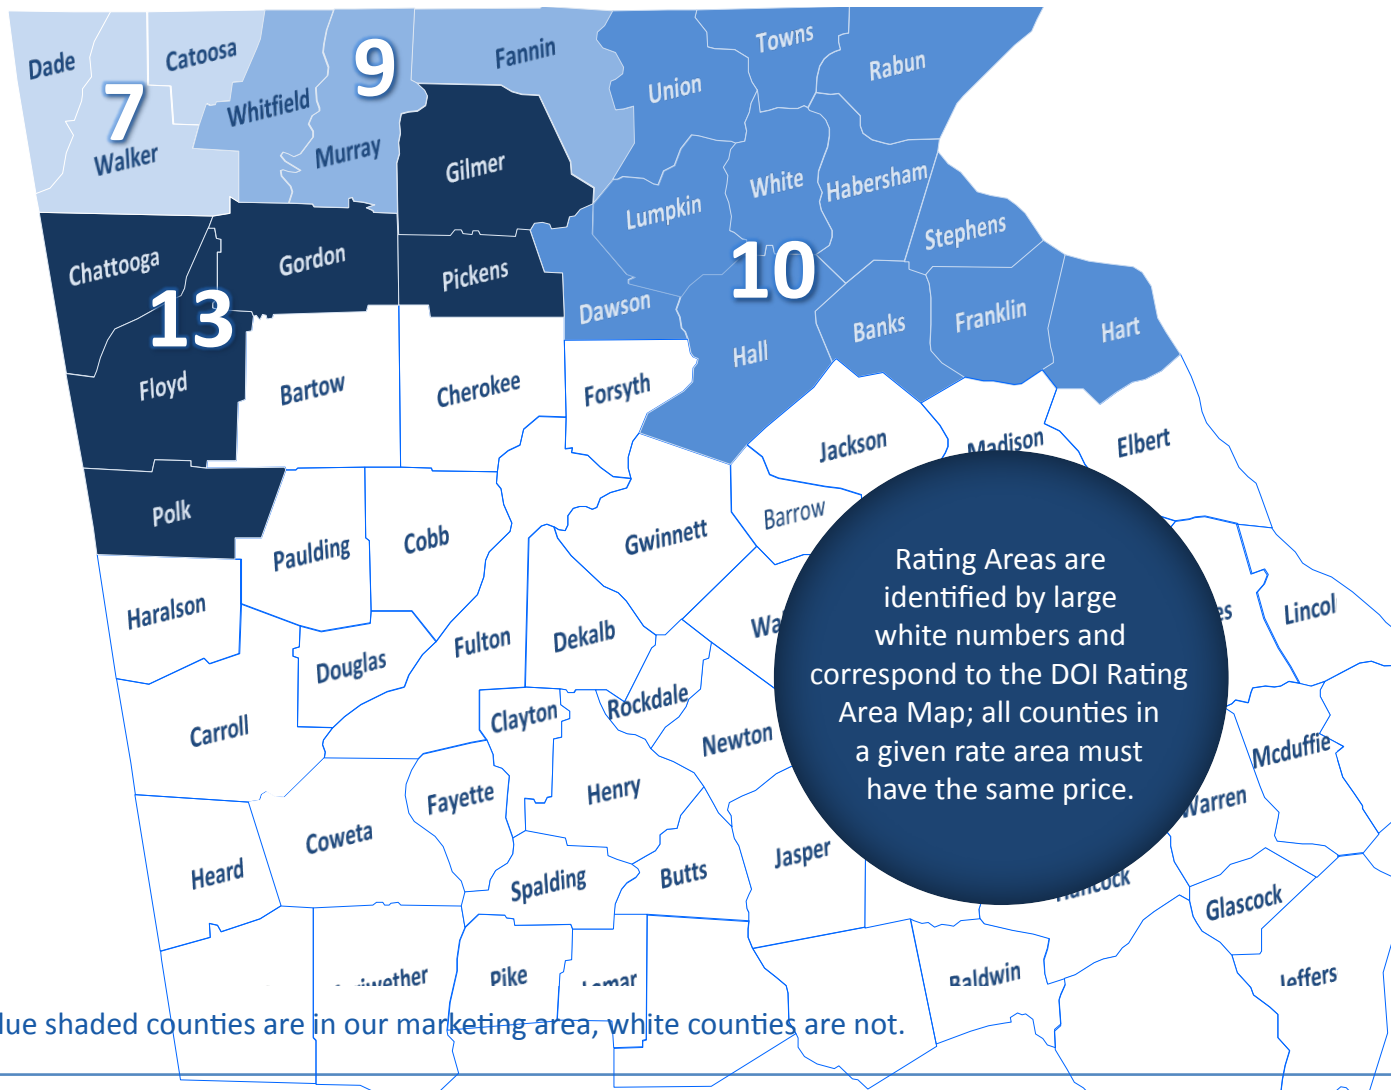 Dade
Catoosa
9
Fannin
Towns
Rabun
Union
7
Whitfield
Walker
Murray
Gilmer
White
Habersham
Lumpkin
Stephens
Chattooga
Gordon
Pickens
10
13
Dawson
Banks
Franklin
Hart
Hall
Floyd
Bartow
Cherokee
Forsyth
Jackson
Madison
Elbert
Polk
Paulding
Cobb
Gwinnett
Barrow
Haralson
Douglas
Fulton
Dekalb
Rating Areas are
identified by large
white numbers and
correspond to the DOI Rating
Area Map; all counties in
a given rate area must
have the same price.
Lincol
Carroll
Clayton
Rockdale
Newton
Mcduffie
Fayette
Henry
Warren
Coweta
Heard
Spalding
Butts
Jasper
Hancock
Glascock
Pike
Baldwin
Jeffers
lue shaded counties are in our marketing area, white counties are not.